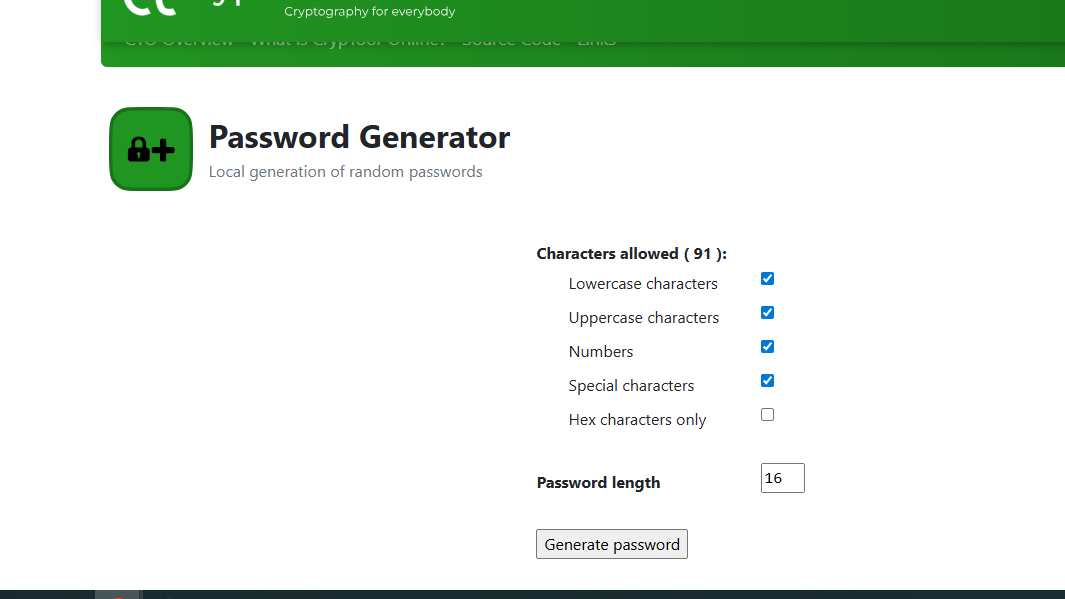 Cryptography for everybody
Password Generator
Local generation of random passwords
Characters allowed ( 91 ):
Lowercase characters
Uppercase characters
Numbers
Special characters
Hex characters only
Password length
16
Generate password